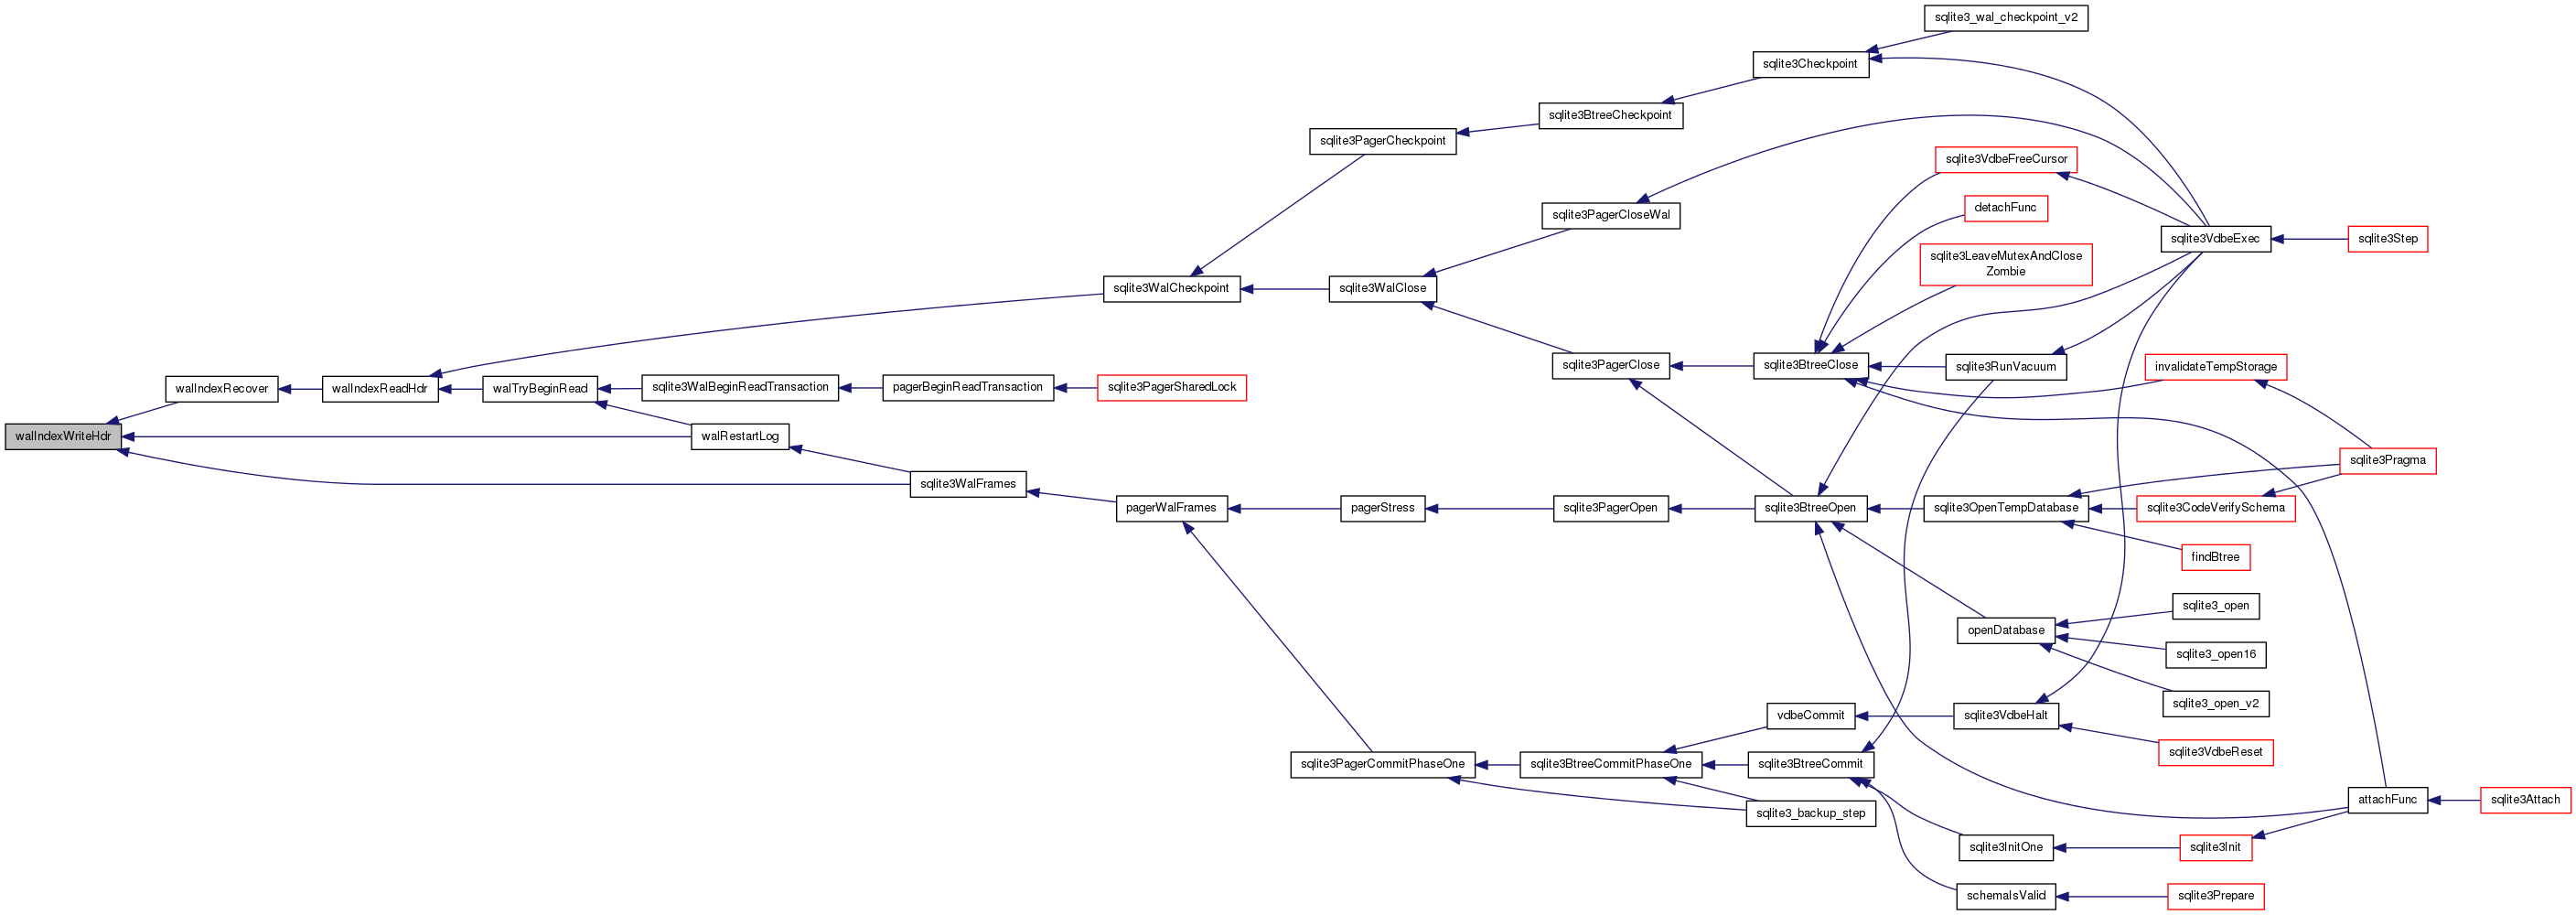 sqlite3_wal_checkpoint_v2
sqlite3Checkpoint
sqlite3BtreeCheckpoint
sqlite3PagerCheckpoint
sqlite3VdbeFreeCursor
detachFunc
sqlite3PagerCloseWal
sqlite3VdbeExec
sqlite3Step
sqlite3LeaveMutexAndClose
Zombie
sqlite3WalCheckpoint
sqlite3WalClose
sqlite3PagerClose
sqlite3BtreeClose
sqlite3RunVacuum
invalidateTempStorage
walIndexRecover
walIndexReadHdr
walTryBeginRead
sqlite3WalBeginReadTransaction
pagerBeginReadTransaction
sqlite3PagerSharedLock
walIndexWriteHdr
walRestartLog
sqlite3Pragma
sqlite3WalFrames
pagerWalFrames
pagerStress
sqlite3PagerOpen
sqlite3BtreeOpen
sqlite3OpenTempDatabase
sqlite3CodeVerifySchema
findBtree
sqlite3_open
openDatabase
sqlite3_open16
sqlite3_open_v2
vdbeCommit
sqlite3VdbeHalt
sqlite3VdbeReset
sqlite3PagerCommitPhaseOne
sqlite3BtreeCommitPhaseOne
sqlite3BtreeCommit
sqlite3_backup_step
attachFunc
sqlite3Attach
sqlite3InitOne
sqlite3Init
schemaIsValid
sqlite3Prepare